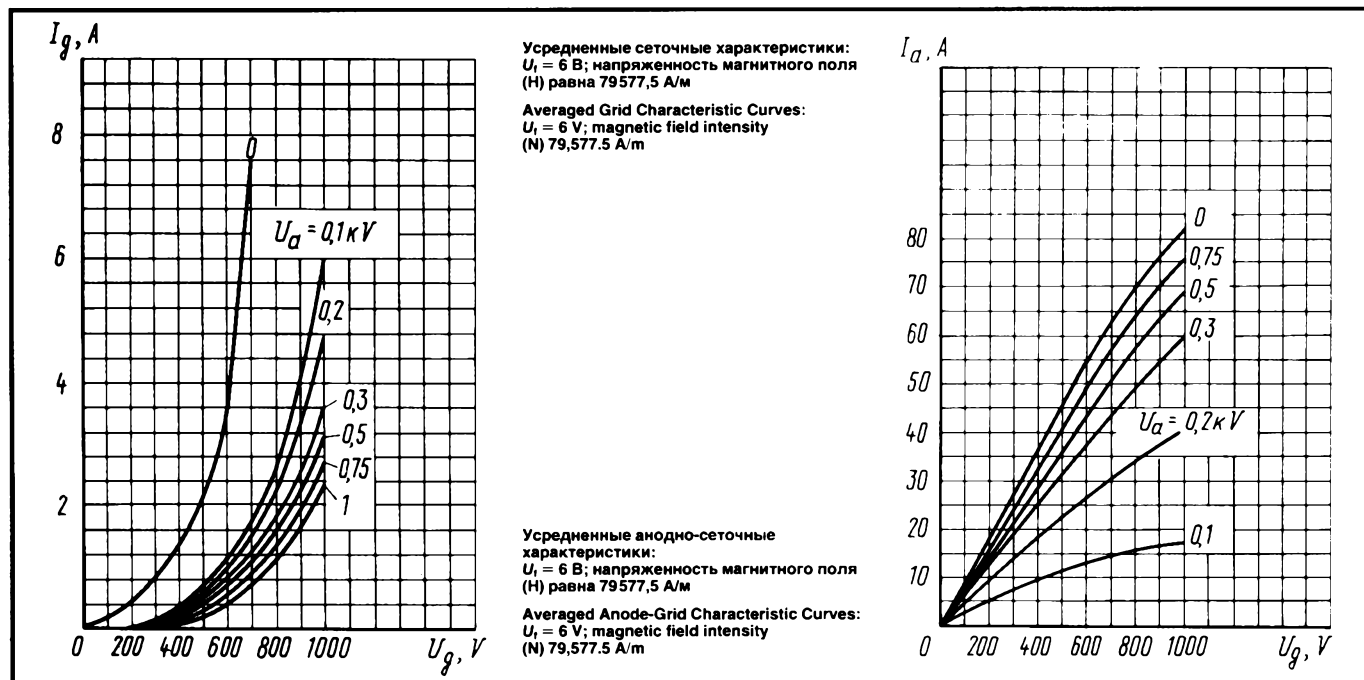 I_g, A
8
6
4
2
0
200
400
600
800
1000
U_g, V
0
U_a = 0,1кV
0,2
0,3
0,5
0,75
1
Усредненные сеточные характеристики:
U_f = 6 В; напряженность магнитного поля
(Н) равна 79577,5 А/м
Averaged Grid Characteristic Curves:
U_f = 6 V; magnetic field intensity
(N) 79,577.5 A/m
Усредненные анодно-сеточные
характеристики:
U_f = 6 В; напряженность магнитного поля
(Н) равна 79577,5 А/м
Averaged Anode-Grid Characteristic Curves:
U_f = 6 V; magnetic field intensity
(N) 79,577.5 A/m
I_a, A
80
70
60
50
40
30
20
10
0
200
400
600
800
1000
U_g, V
0
0,75
0,5
0,3
U_a = 0,2кV
0,1